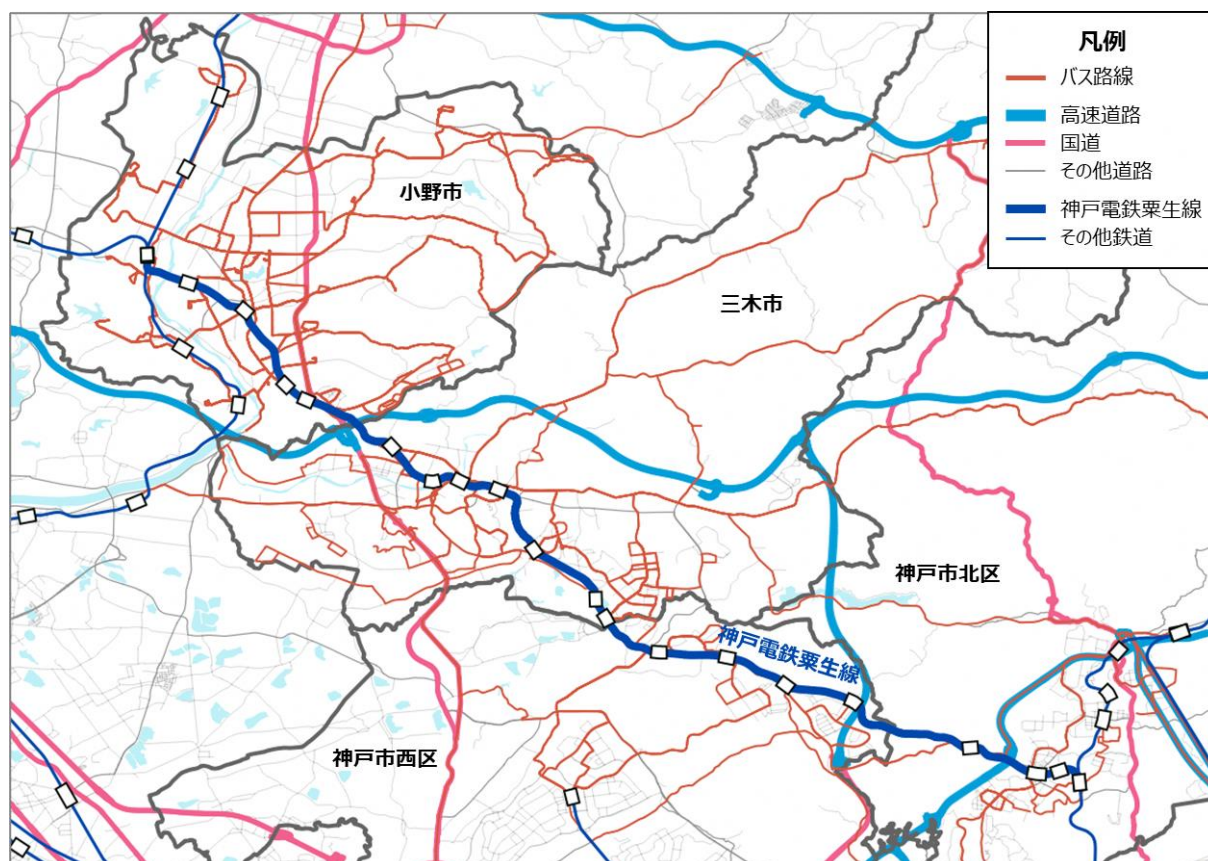 凡例
バス路線
高速道路
国道
その他道路
神戸電鉄粟生線
その他鉄道
小野市
三木市
神戸市北区
神戸電鉄粟生線
神戸市西区